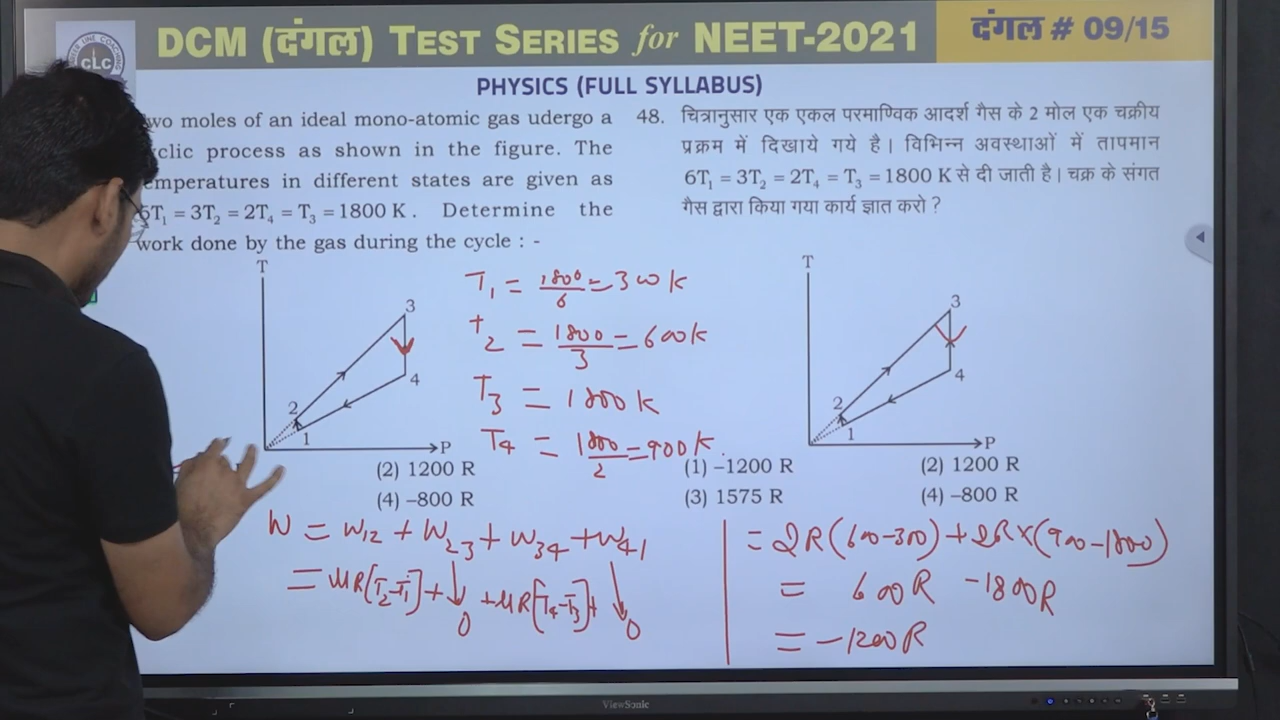 CLC
DCM (दंगल) TEST SERIES for NEET-2021
दंगल # 09/15
PHYSICS (FULL SYLLABUS)
wo moles of an ideal mono-atomic gas udergo a
yclic process as shown in the figure. The
emperatures in different states are given as
6T₁ = 3T₂ = 2T₄ = T₃ = 1800 K. Determine the
work done by the gas during the cycle : -
48. चित्रानुसार एक एकल परमाण्विक आदर्श गैस के 2 मोल एक चक्रीय
प्रक्रम में दिखाये गये है। विभिन्न अवस्थाओं में तापमान
6T₁ = 3T₂ = 2T₄ = T₃ = 1800 K से दी जाती है। चक्र के संगत
गैस द्वारा किया गया कार्य ज्ञात करो ?
T
3
4
2
1
P
T₁ = 1800/6 = 300 K
T₂ = 1800/3 = 600 K
T₃ = 1800 K
T₄ = 1800/2 = 900 K.
T
3
4
2
1
P
(2) 1200 R
(4) –800 R
(1) –1200 R
(2) 1200 R
(3) 1575 R
(4) –800 R
W = W₁₂ + W₂₃ + W₃₄ + W₄₁
= μR[T₂-T₁] + 0 + μR[T₄-T₃] + 0
= 2R(600-300) + 2R×(900-1800)
= 600R -1800R
= -1200R
ViewSonic